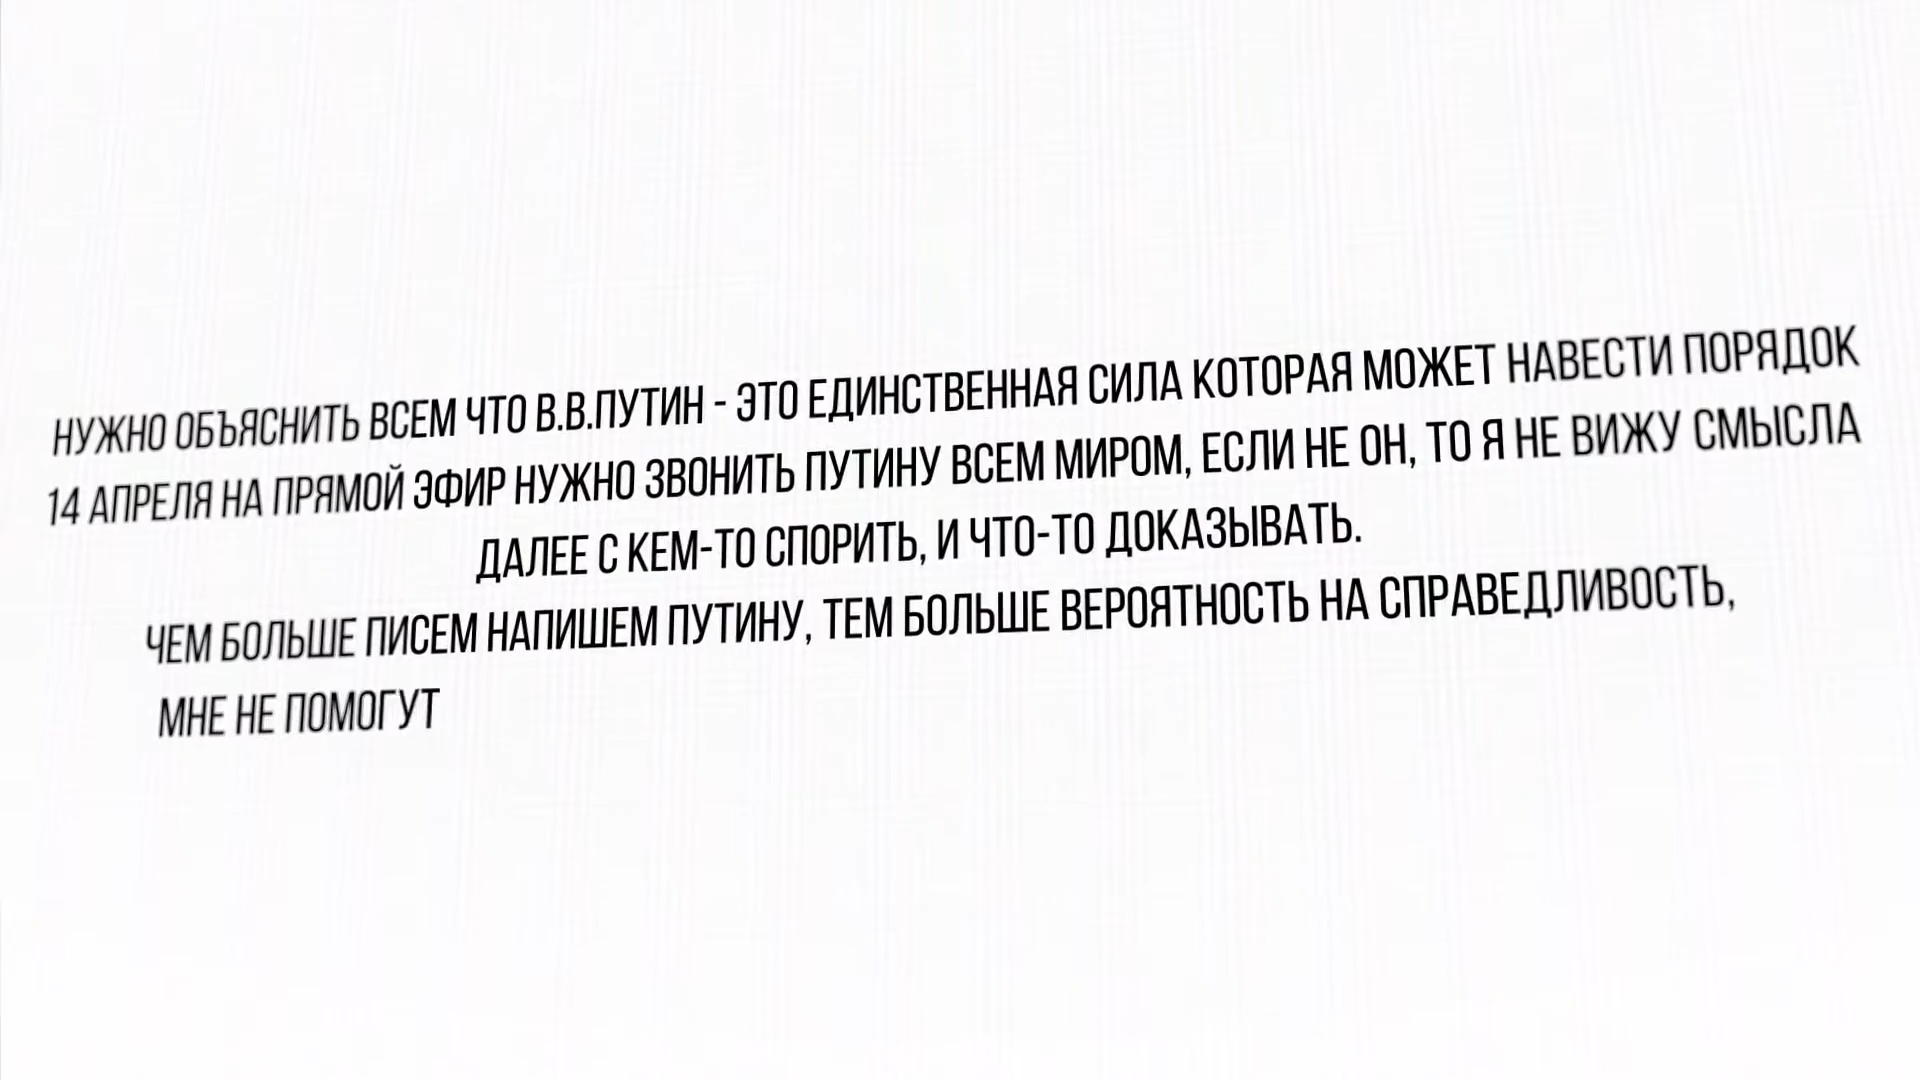 НУЖНО ОБЪЯСНИТЬ ВСЕМ ЧТО В.В.ПУТИН - ЭТО ЕДИНСТВЕННАЯ СИЛА КОТОРАЯ МОЖЕТ НАВЕСТИ ПОРЯДОК
14 АПРЕЛЯ НА ПРЯМОЙ ЭФИР НУЖНО ЗВОНИТЬ ПУТИНУ ВСЕМ МИРОМ, ЕСЛИ НЕ ОН, ТО Я НЕ ВИЖУ СМЫСЛА
ДАЛЕЕ С КЕМ-ТО СПОРИТЬ, И ЧТО-ТО ДОКАЗЫВАТЬ.
ЧЕМ БОЛЬШЕ ПИСЕМ НАПИШЕМ ПУТИНУ, ТЕМ БОЛЬШЕ ВЕРОЯТНОСТЬ НА СПРАВЕДЛИВОСТЬ,
МНЕ НЕ ПОМОГУТ